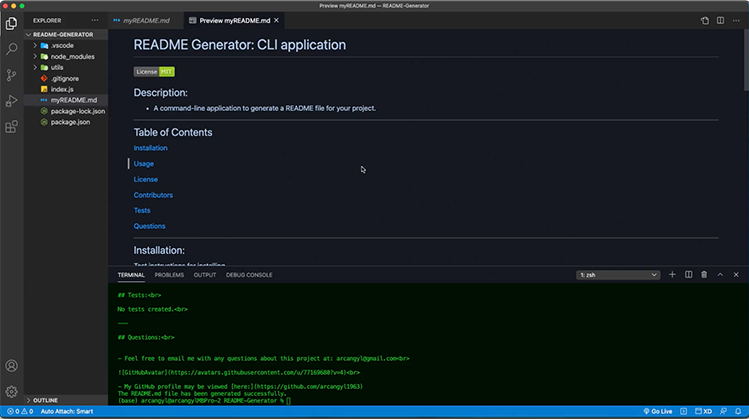 Preview myREADME.md — README-Generator
EXPLORER
README-GENERATOR
.vscode
node_modules
utils
.gitignore
index.js
myREADME.md
package-lock.json
package.json
OUTLINE
myREADME.md
Preview myREADME.md
README Generator: CLI application
License MIT
Description:
• A command-line application to generate a README file for your project.
Table of Contents
Installation
Usage
License
Contributors
Tests
Questions
Installation:
Test instructions for installing
TERMINAL PROBLEMS OUTPUT DEBUG CONSOLE
1: zsh
## Tests:<br>
No tests created.<br>
---
## Questions:<br>
- Feel free to email me with any questions about this project at: arcangyl@gmail.com<br>
![GitHubAvatar](https://avatars.githubusercontent.com/u/77169680?v=4)<br>
- My GitHub profile may be viewed [here:](https://github.com/arcangyl1963)
The README.md file has been generated successfully.
(base) arcangyl@arcangylMBPro-2 README-Generator %
0 0 Auto Attach: Smart
Go Live XD